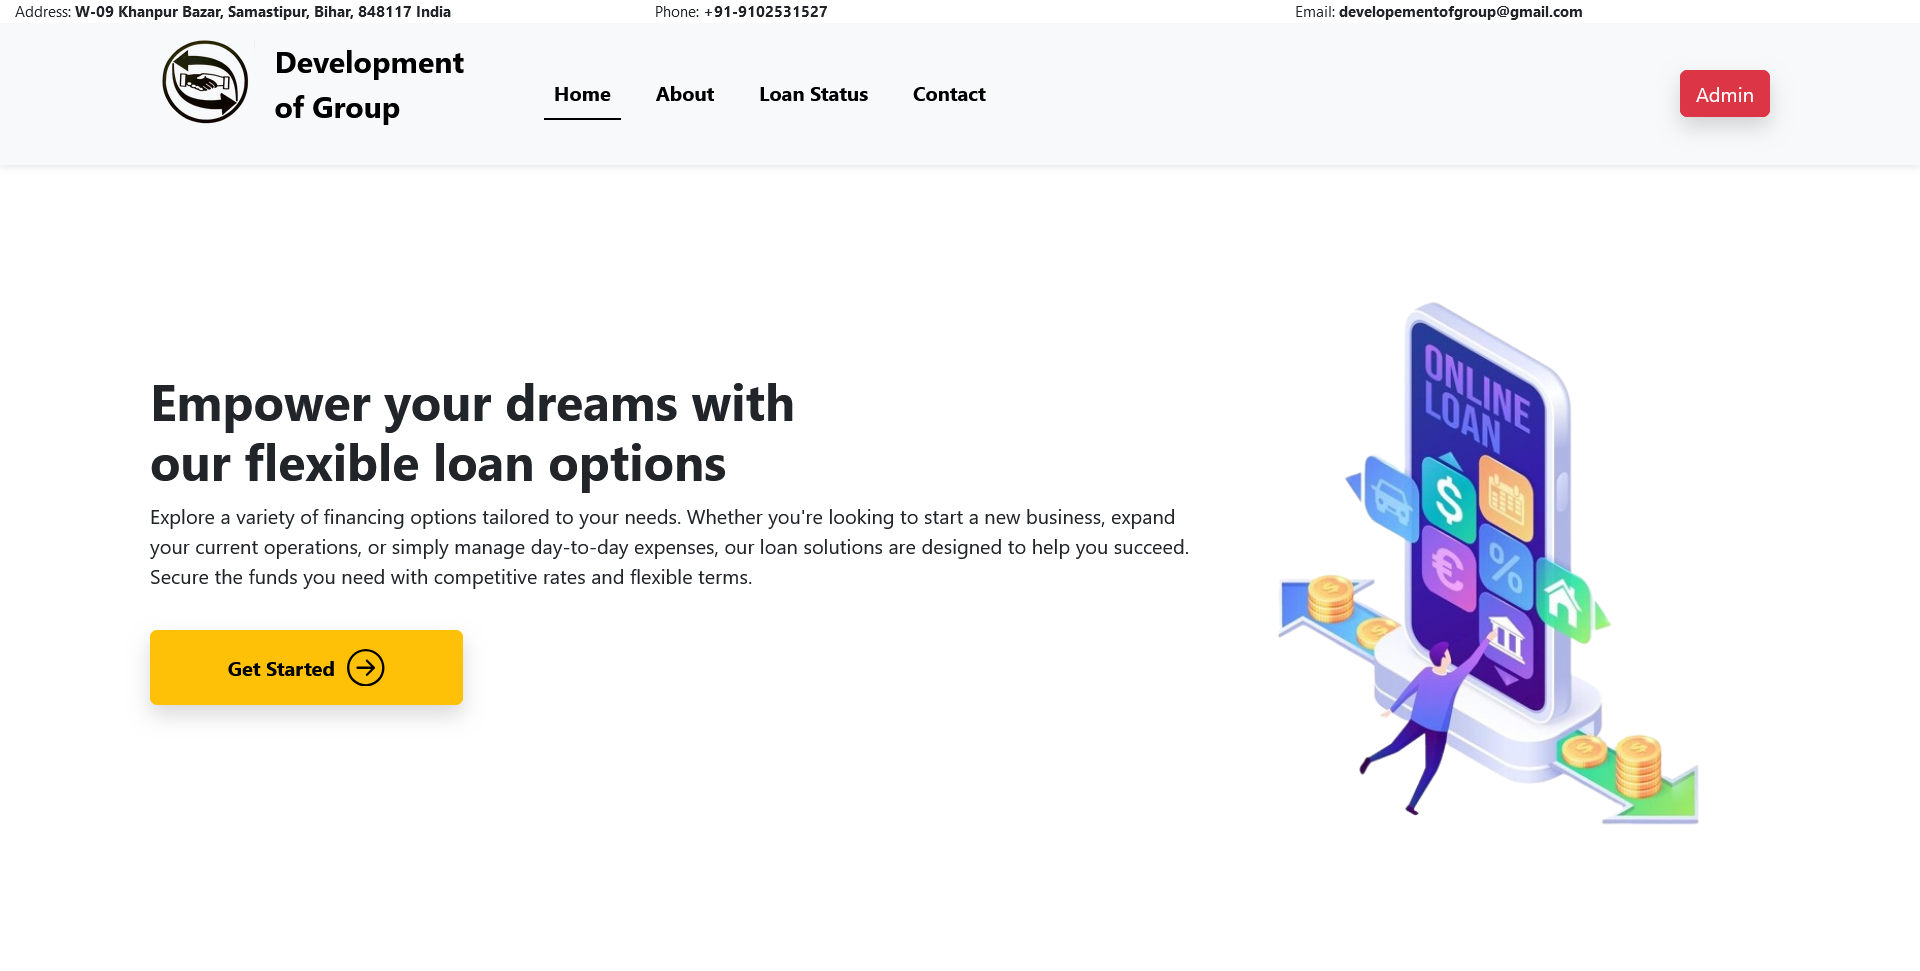 Address: W-09 Khanpur Bazar, Samastipur, Bihar, 848117 India
Phone: +91-9102531527
Email: developementofgroup@gmail.com
Development
of Group
Home
About
Loan Status
Contact
Admin
Empower your dreams with
our flexible loan options
Explore a variety of financing options tailored to your needs. Whether you're looking to start a new business, expand
your current operations, or simply manage day-to-day expenses, our loan solutions are designed to help you succeed.
Secure the funds you need with competitive rates and flexible terms.
Get Started
ONLINE
LOAN
$
€
%